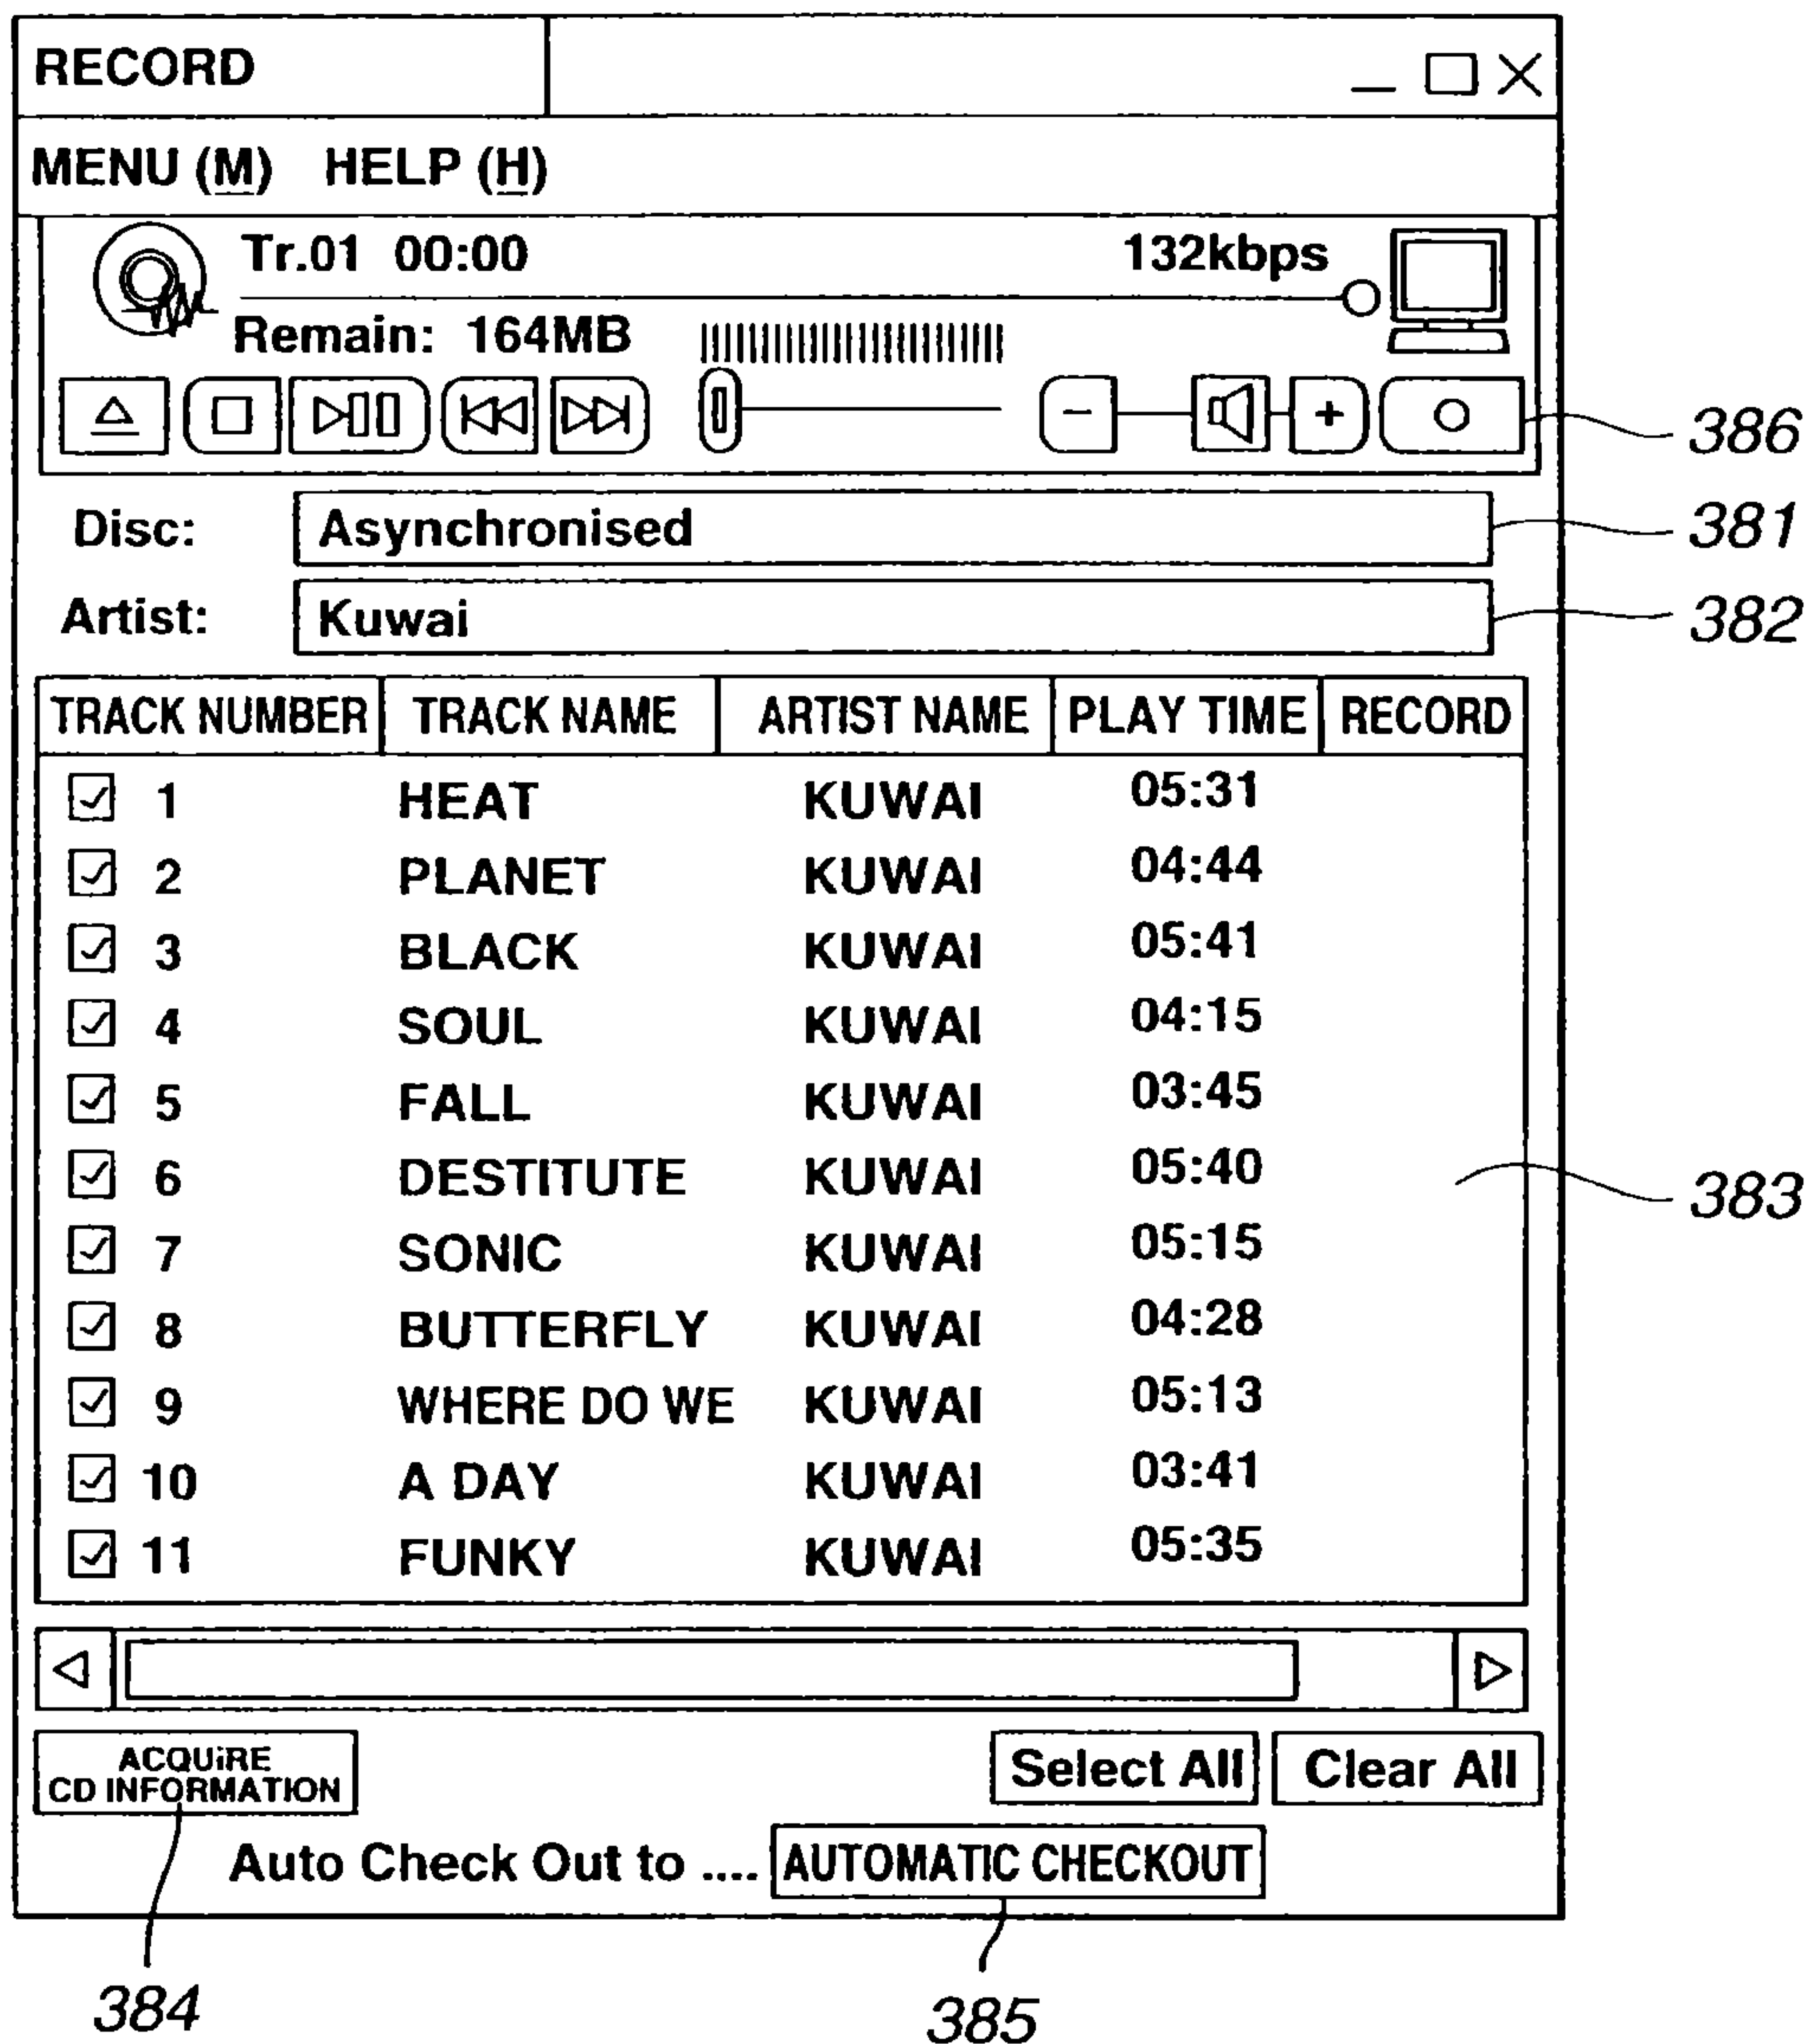 RECORD
MENU (M) HELP (H)
Tr.01 00:00 132kbps
Remain: 164MB
- + 386
Disc: Asynchronised 381
Artist: Kuwai 382
TRACK NUMBER TRACK NAME ARTIST NAME PLAY TIME RECORD
1 HEAT KUWAI 05:31
2 PLANET KUWAI 04:44
3 BLACK KUWAI 05:41
4 SOUL KUWAI 04:15
5 FALL KUWAI 03:45
6 DESTITUTE KUWAI 05:40 383
7 SONIC KUWAI 05:15
8 BUTTERFLY KUWAI 04:28
9 WHERE DO WE KUWAI 05:13
10 A DAY KUWAI 03:41
11 FUNKY KUWAI 05:35
ACQUiRE
CD INFORMATION Select All Clear All
Auto Check Out to .... AUTOMATIC CHECKOUT
384 385